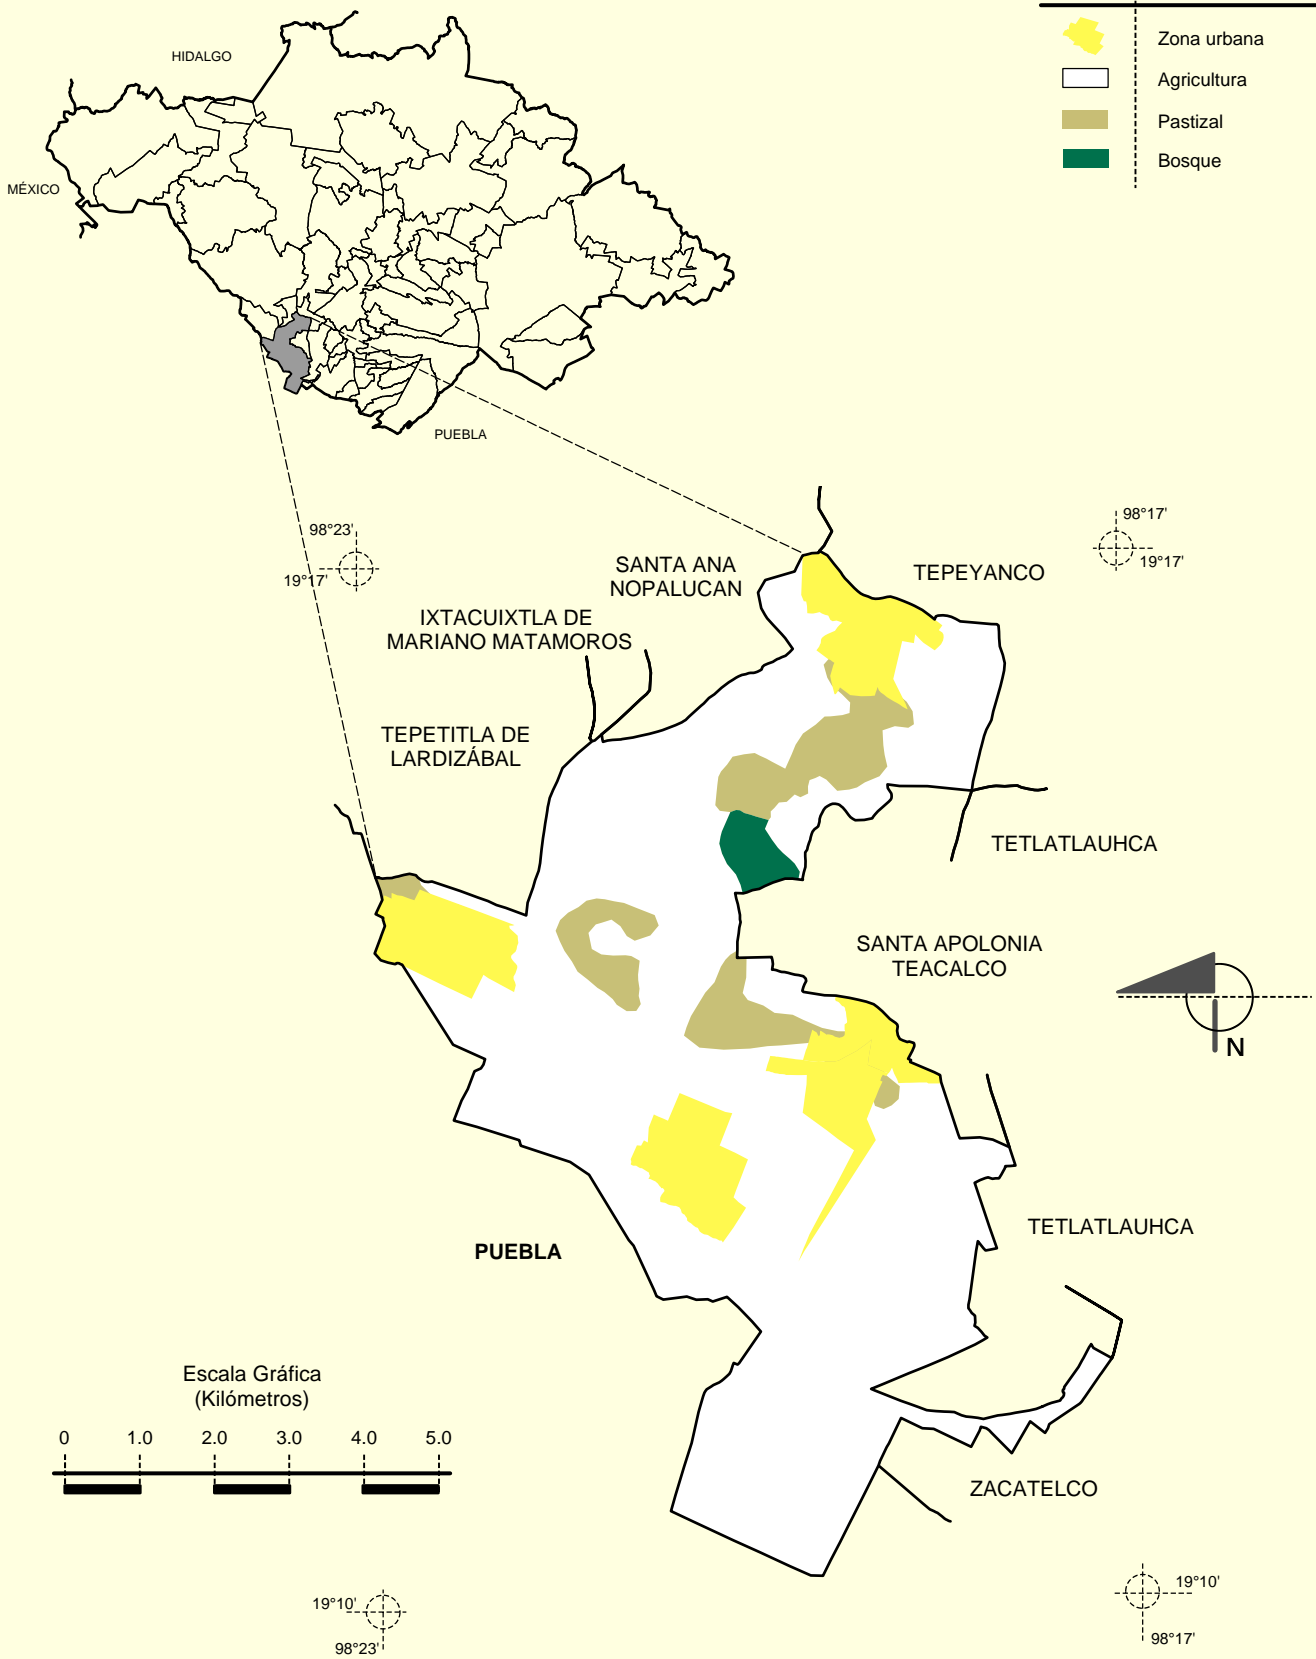 Zona urbana
Agricultura
Pastizal
Bosque
HIDALGO
MÉXICO
PUEBLA
98°23'
19°17'
98°17'
19°17'
SANTA ANA
NOPALUCAN
TEPEYANCO
IXTACUIXTLA DE
MARIANO MATAMOROS
TEPETITLA DE
LARDIZÁBAL
TETLATLAUHCA
SANTA APOLONIA
TEACALCO
N
TETLATLAUHCA
PUEBLA
Escala Gráfica
(Kilómetros)
0 1.0 2.0 3.0 4.0 5.0
ZACATELCO
19°10'
98°23'
19°10'
98°17'